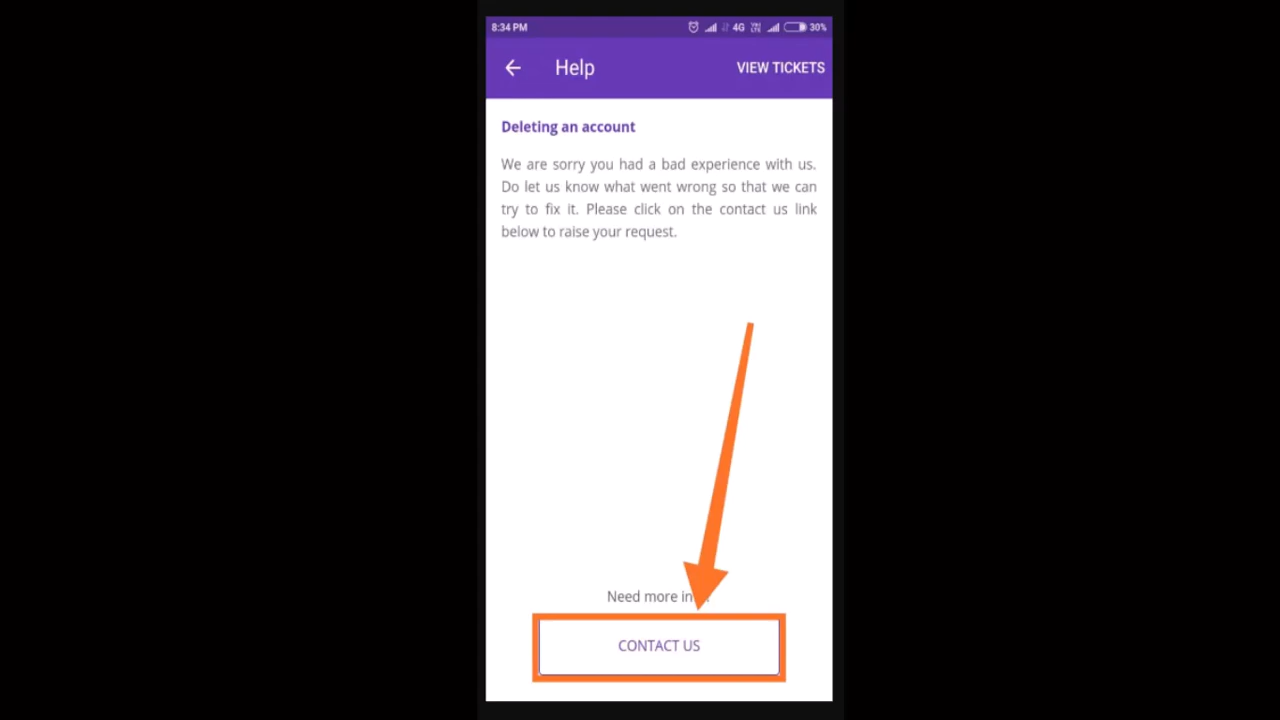 8:34 PM 4G 30%
Help VIEW TICKETS
Deleting an account
We are sorry you had a bad experience with us.
Do let us know what went wrong so that we can
try to fix it. Please click on the contact us link
below to raise your request.
Need more in
CONTACT US